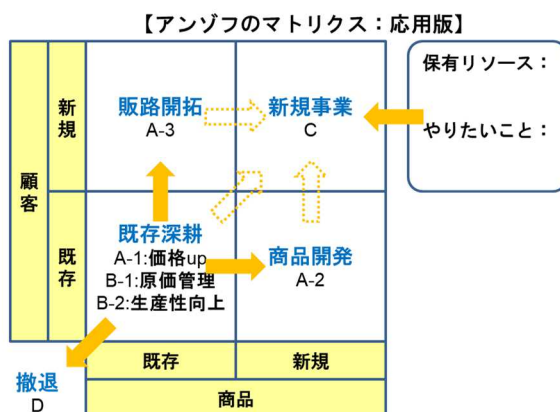 【アンゾフのマトリクス：応用版】
保有リソース：
やりたいこと：
顧客
新規
販路開拓
A-3
新規事業
C
既存
既存深耕
A-1:価格up
B-1:原価管理
B-2:生産性向上
商品開発
A-2
撤退
D
既存
新規
商品